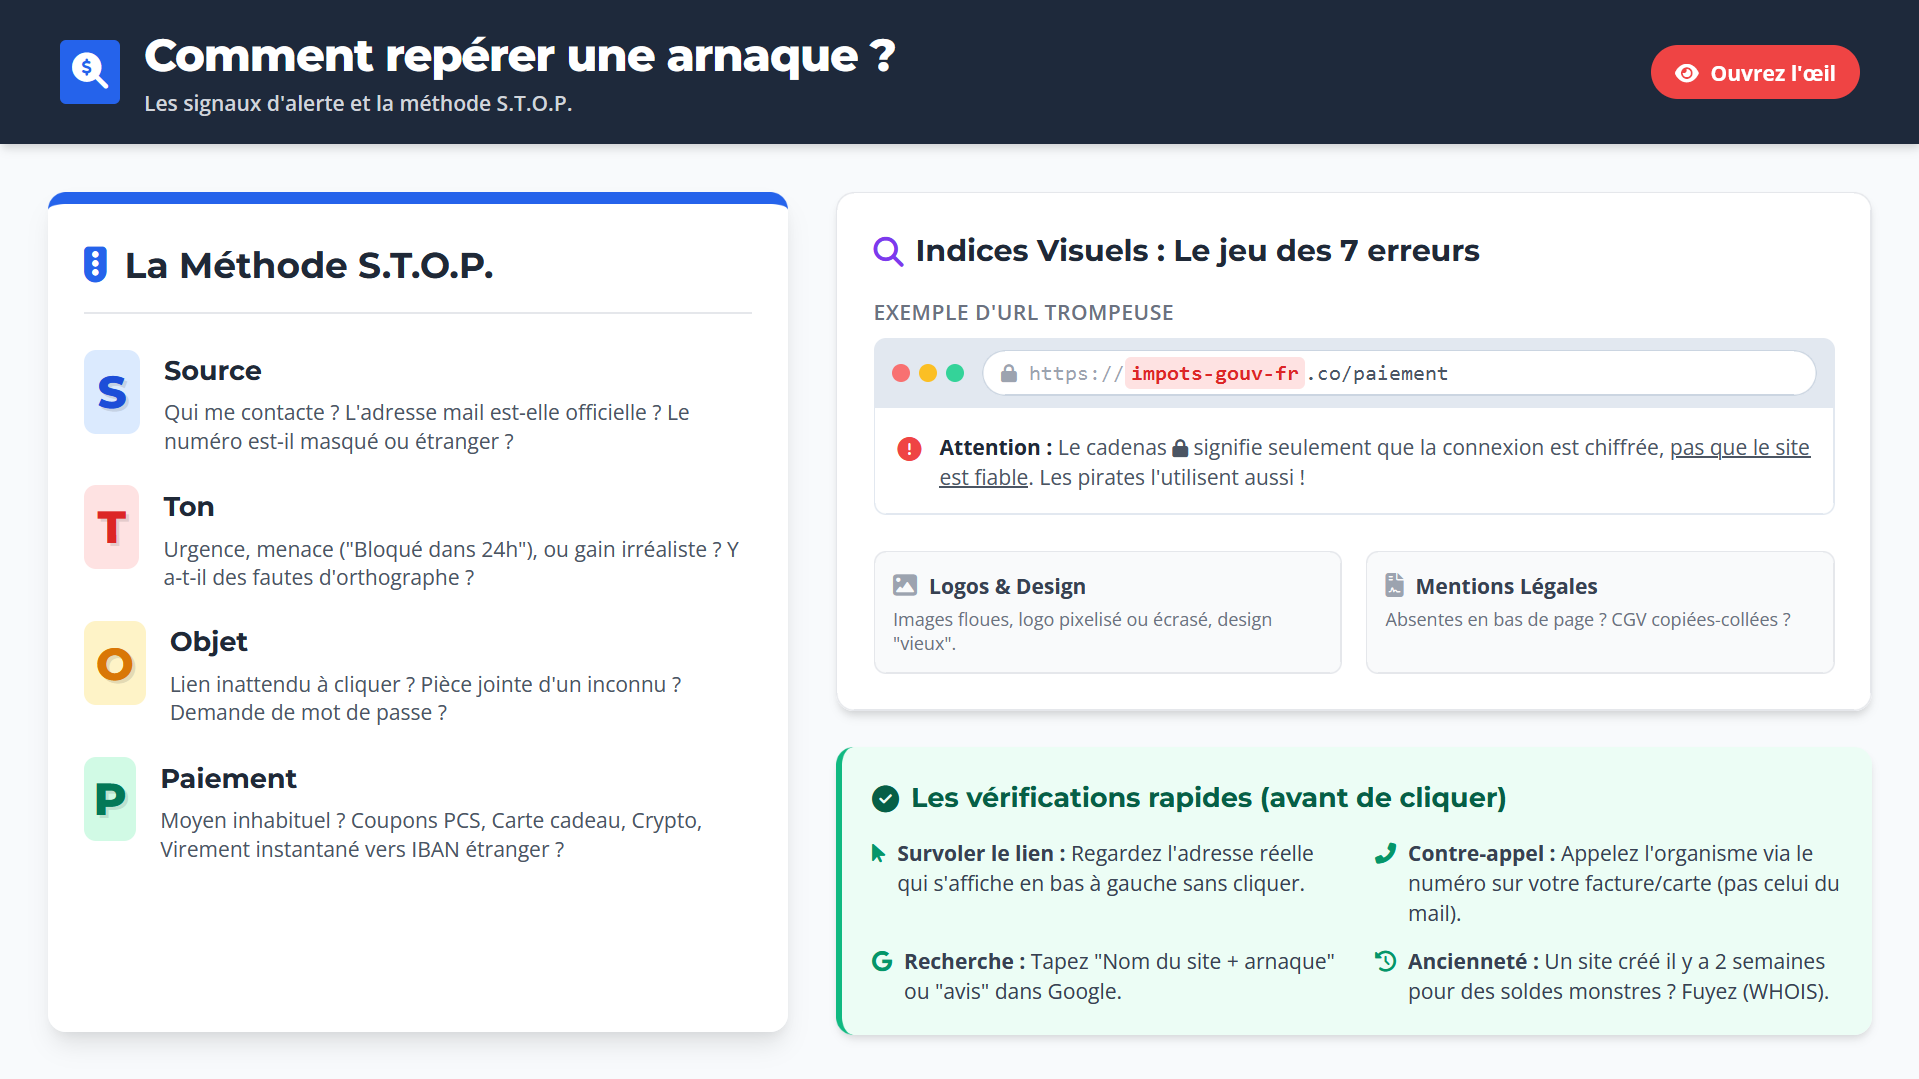 Comment repérer une arnaque ?
Les signaux d'alerte et la méthode S.T.O.P.
Ouvrez l'œil
La Méthode S.T.O.P.
S
Source
Qui me contacte ? L'adresse mail est-elle officielle ? Le
numéro est-il masqué ou étranger ?
T
Ton
Urgence, menace ("Bloqué dans 24h"), ou gain irréaliste ? Y
a-t-il des fautes d'orthographe ?
O
Objet
Lien inattendu à cliquer ? Pièce jointe d'un inconnu ?
Demande de mot de passe ?
P
Paiement
Moyen inhabituel ? Coupons PCS, Carte cadeau, Crypto,
Virement instantané vers IBAN étranger ?
Indices Visuels : Le jeu des 7 erreurs
EXEMPLE D'URL TROMPEUSE
https://impots-gouv-fr.co/paiement
Attention : Le cadenas signifie seulement que la connexion est chiffrée, pas que le site
est fiable. Les pirates l'utilisent aussi !
Logos & Design
Images floues, logo pixelisé ou écrasé, design
"vieux".
Mentions Légales
Absentes en bas de page ? CGV copiées-collées ?
Les vérifications rapides (avant de cliquer)
Survoler le lien : Regardez l'adresse réelle
qui s'affiche en bas à gauche sans cliquer.
Contre-appel : Appelez l'organisme via le
numéro sur votre facture/carte (pas celui du
mail).
Recherche : Tapez "Nom du site + arnaque"
ou "avis" dans Google.
Ancienneté : Un site créé il y a 2 semaines
pour des soldes monstres ? Fuyez (WHOIS).